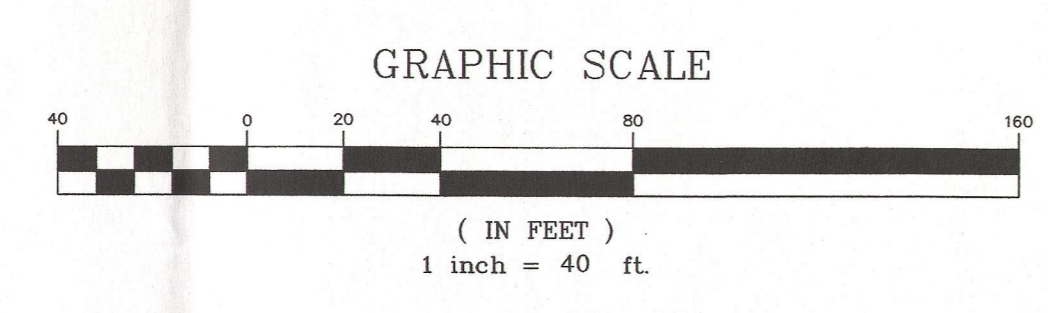 GRAPHIC SCALE
40 0 20 40 80 160
( IN FEET )
1 inch = 40 ft.